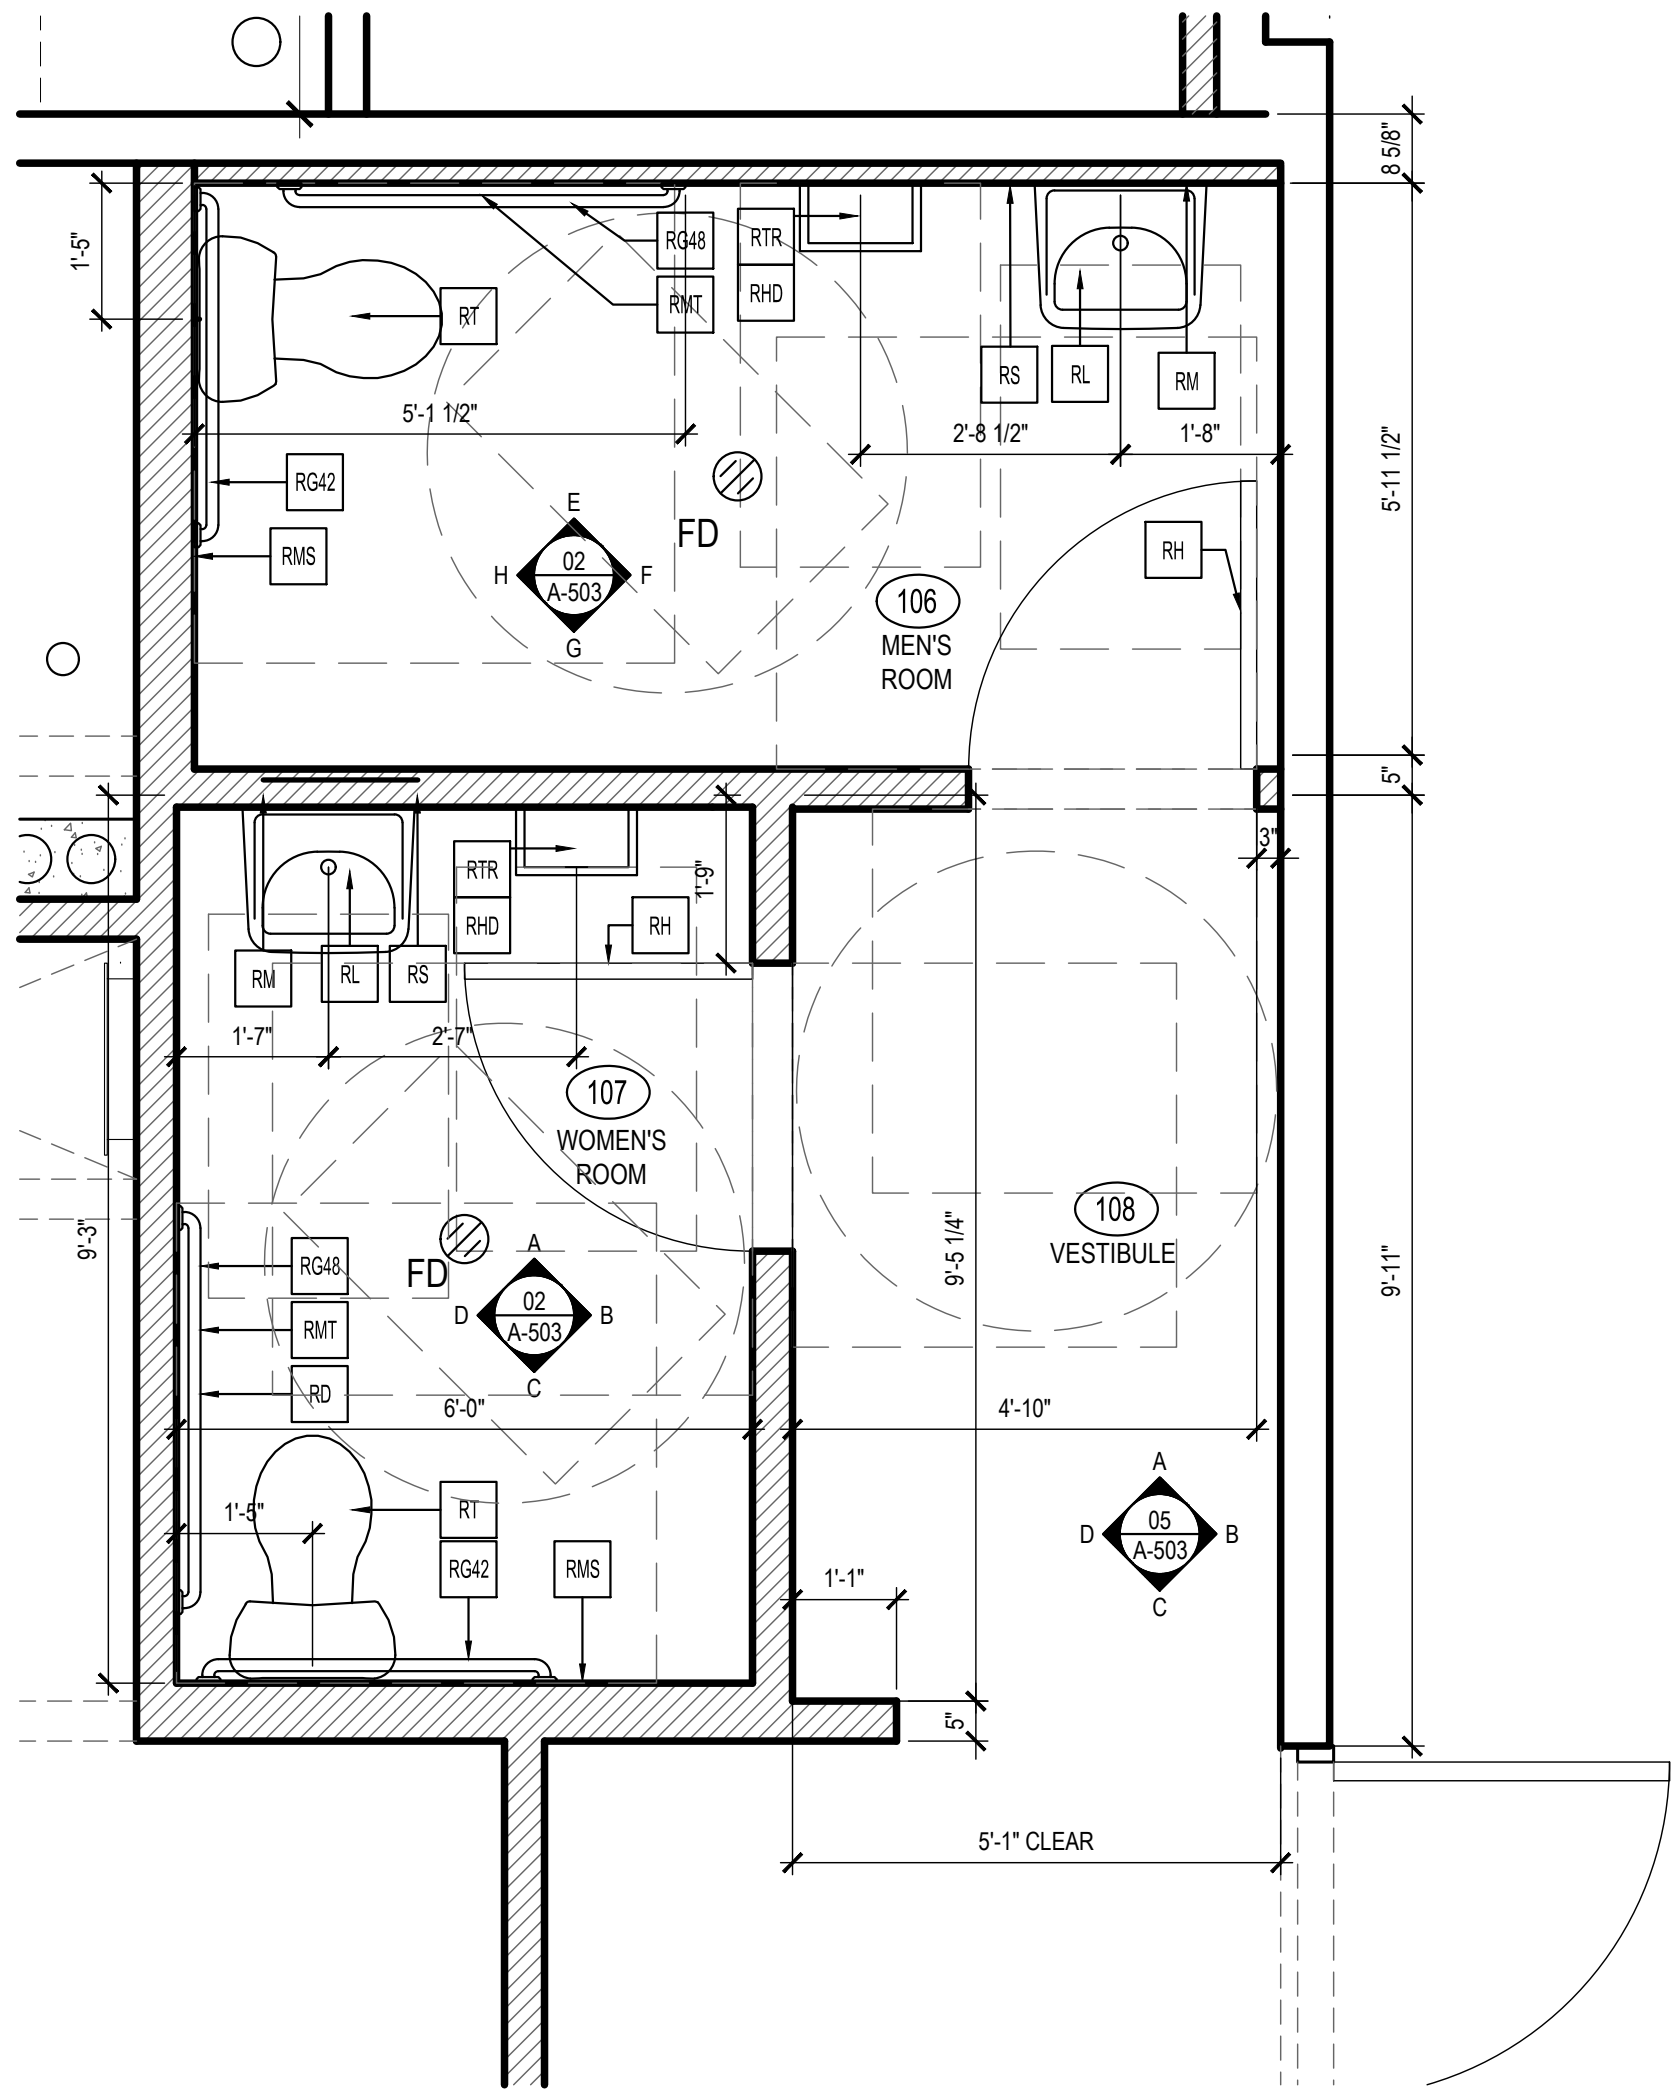 8 5/8"
1'-5"
RG48
RTR
RMT
RHD
RT
RS
RL
RM
5'-1 1/2"
2'-8 1/2"
1'-8"
5'-11 1/2"
RG42
FD
RMS
E
H
02
A-503
F
G
RH
106
MEN'S
ROOM
5"
3"
RTR
1'-9"
RHD
RH
RM
RL
RS
1'-7"
2'-7"
107
WOMEN'S
ROOM
9'-3"
108
VESTIBULE
9'-5 1/4"
9'-11"
RG48
FD
A
D
02
A-503
B
C
RMT
RD
6'-0"
4'-10"
1'-5"
RT
RG42
RMS
A
D
05
A-503
B
C
1'-1"
5"
5'-1" CLEAR